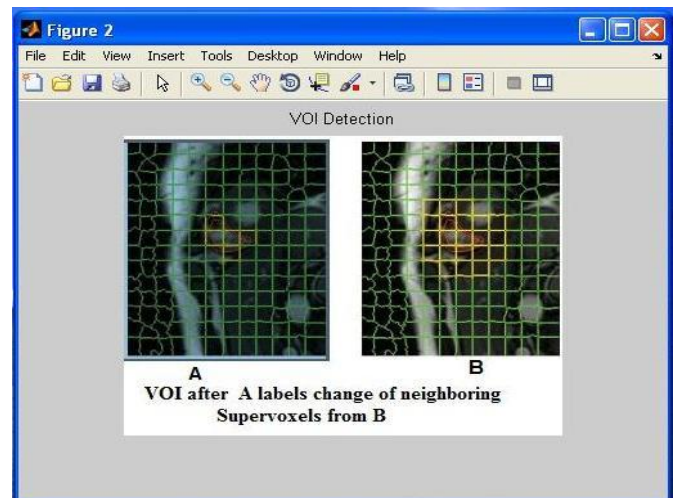 Figure 2
File Edit View Insert Tools Desktop Window Help
VOI Detection
A B
VOI after A labels change of neighboring
Supervoxels from B